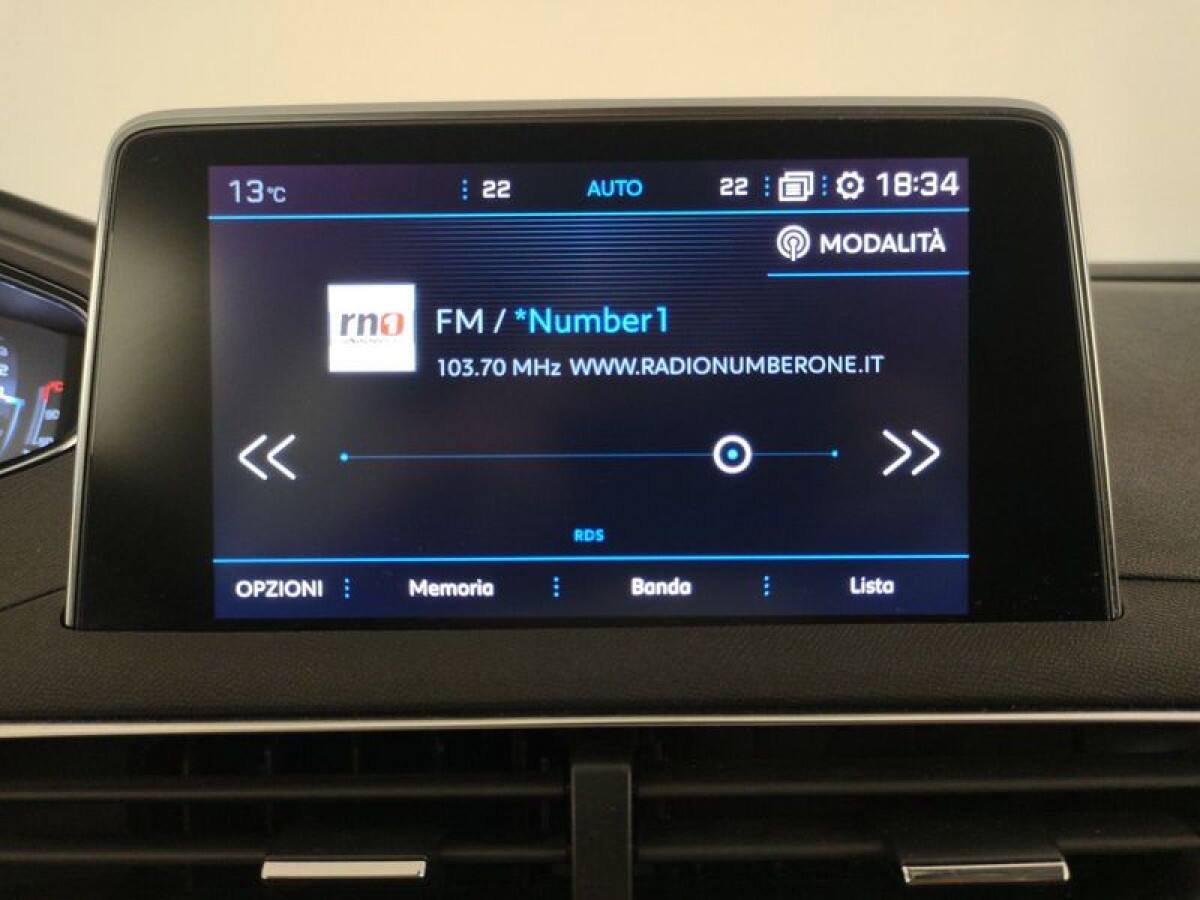 13°C 22 AUTO 22 18:34
MODALITÀ
rn1
FM / *Number1
103.70 MHz WWW.RADIONUMBERONE.IT
RDS
OPZIONI Memoria Banda Lista